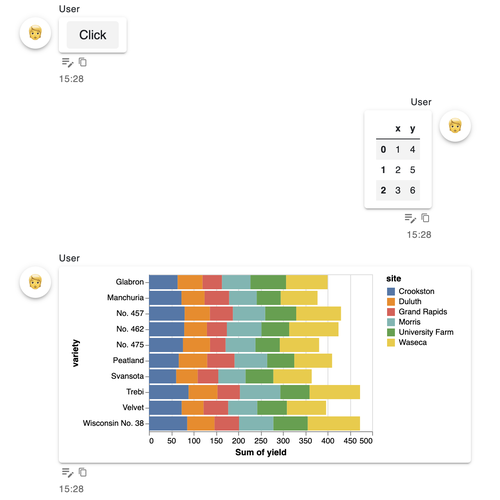 User
Click
15:28
User
x y
0 1 4
1 2 5
2 3 6
15:28
User
variety
Glabron
Manchuria
No. 457
No. 462
No. 475
Peatland
Svansota
Trebi
Velvet
Wisconsin No. 38
0 50 100 150 200 250 300 350 400 450 500
Sum of yield
site
Crookston
Duluth
Grand Rapids
Morris
University Farm
Waseca
15:28